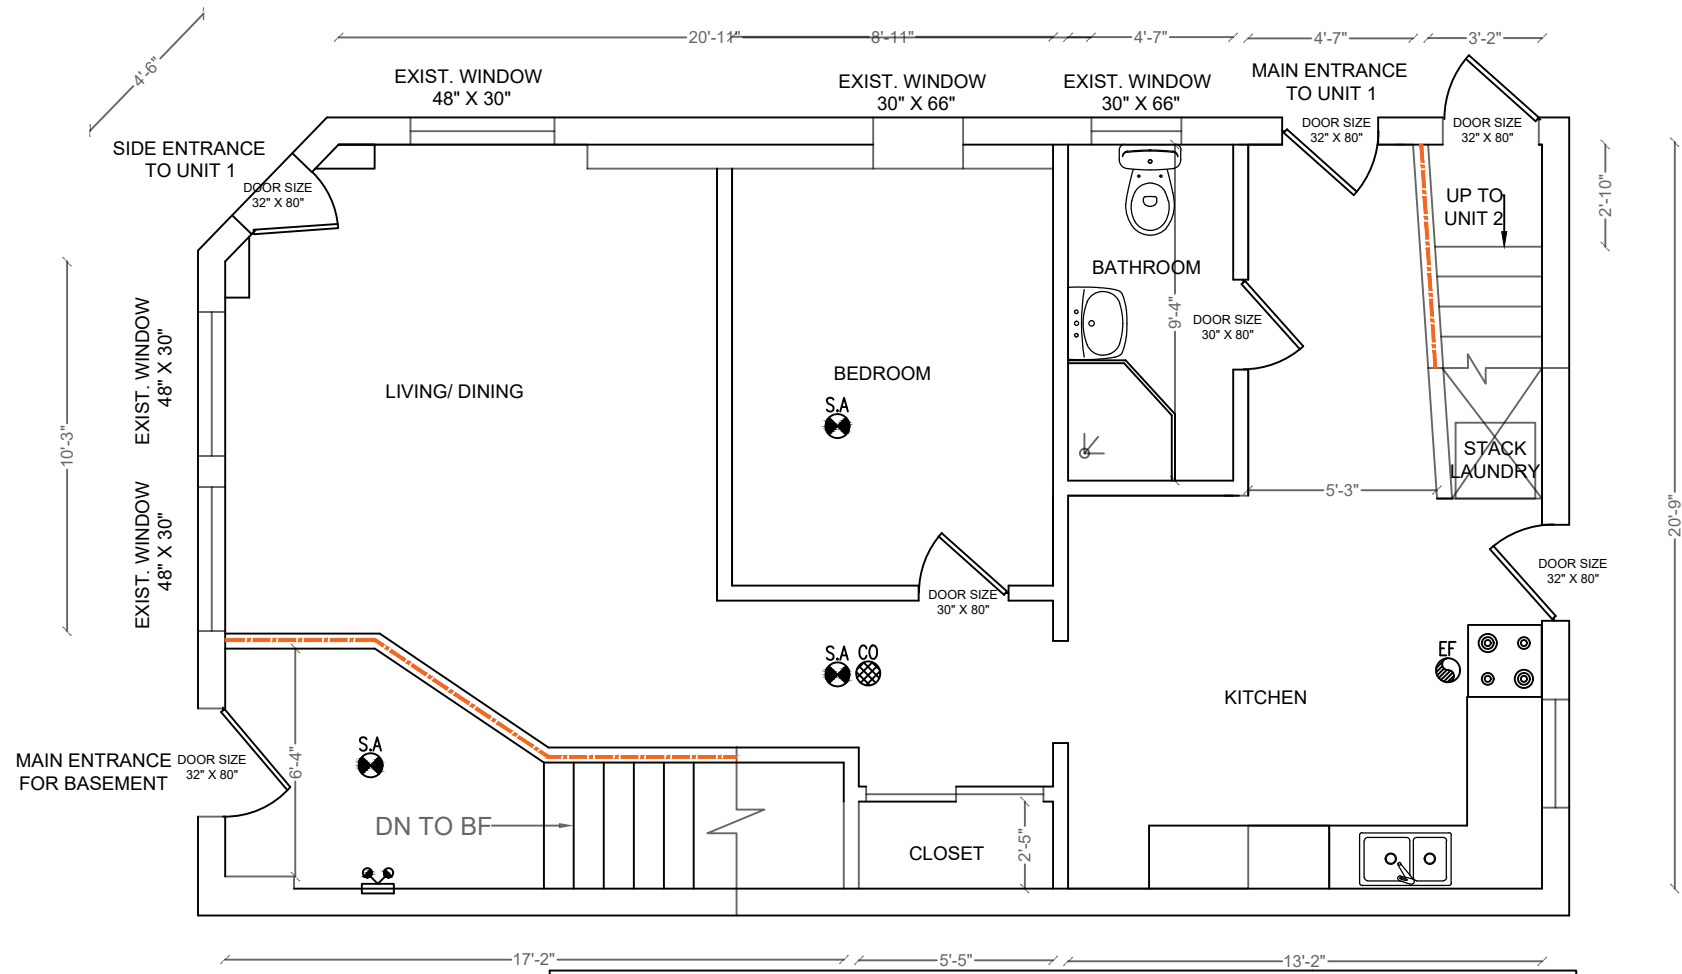 20'-11"
8'-11"
4'-7"
4'-7"
3'-2"
4'-6"
EXIST. WINDOW
48" X 30"
EXIST. WINDOW
30" X 66"
EXIST. WINDOW
30" X 66"
MAIN ENTRANCE
TO UNIT 1
DOOR SIZE
32" X 80"
DOOR SIZE
32" X 80"
SIDE ENTRANCE
TO UNIT 1
DOOR SIZE
32" X 80"
UP TO
UNIT 2
2'-10"
BATHROOM
9'-4"
DOOR SIZE
30" X 80"
EXIST. WINDOW
48" X 30"
10'-3"
LIVING/ DINING
BEDROOM
S.A
STACK
LAUNDRY
5'-3"
20'-9"
EXIST. WINDOW
48" X 30"
DOOR SIZE
30" X 80"
DOOR SIZE
32" X 80"
S.A
CO
EF
KITCHEN
MAIN ENTRANCE
FOR BASEMENT
DOOR SIZE
32" X 80"
6'-4"
S.A
DN TO BF
CLOSET
2'-5"
17'-2"
5'-5"
13'-2"